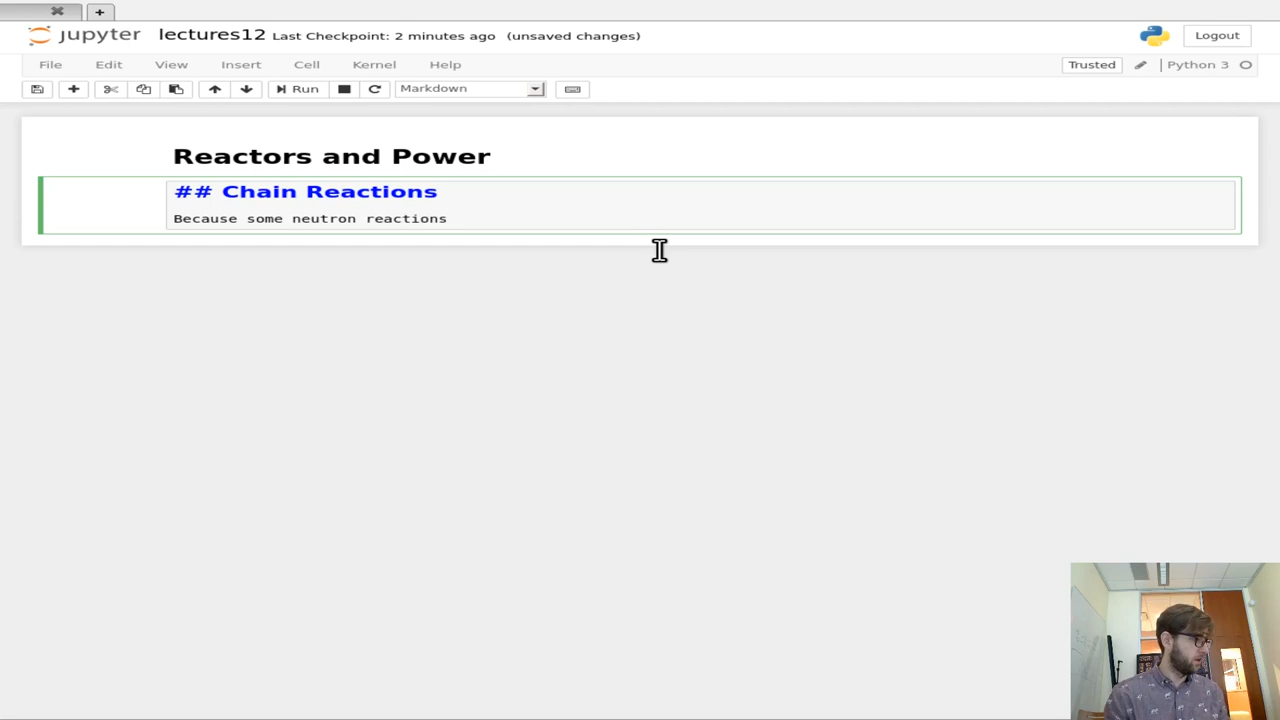 jupyter lectures12 Last Checkpoint: 2 minutes ago (unsaved changes) Logout
File Edit View Insert Cell Kernel Help Trusted Python 3
Run Markdown
Reactors and Power
## Chain Reactions
Because some neutron reactions